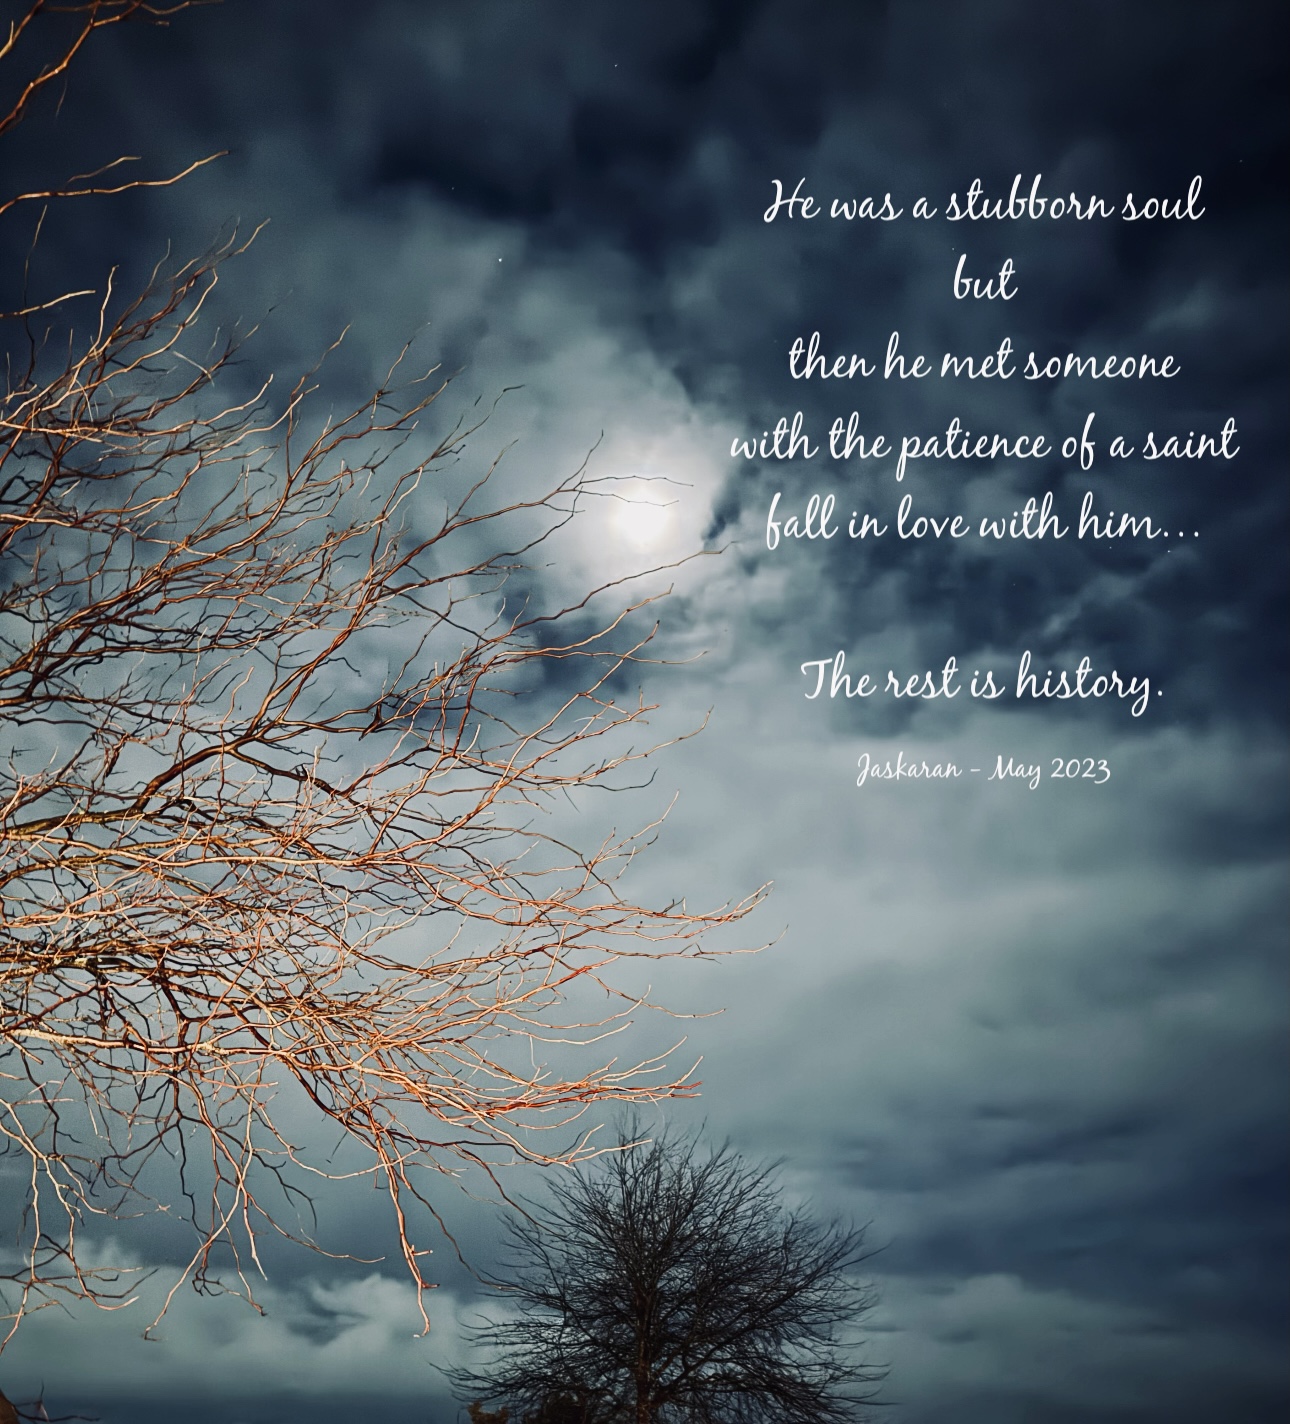 He was a stubborn soul
but
then he met someone
with the patience of a saint
fall in love with him...
The rest is history.
Jaskaran - May 2023